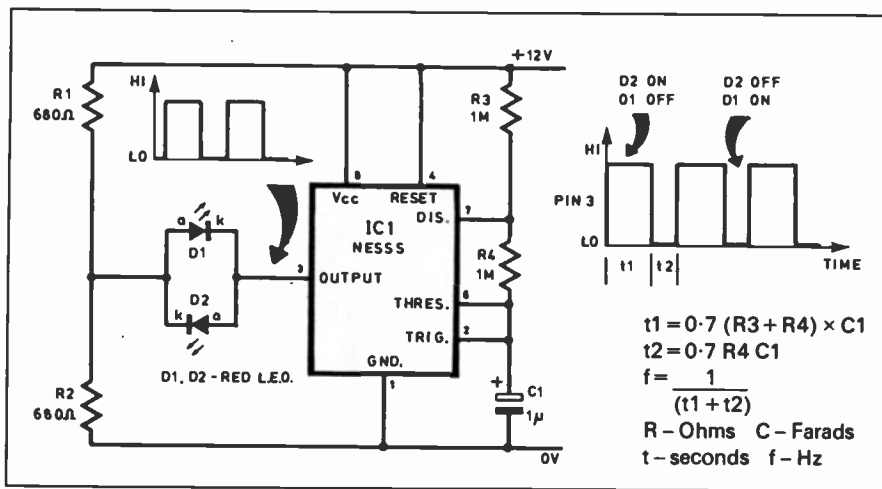 +12V
R1
680Ω
HI
LO
R3
1M
8
4
Vcc
RESET
DIS.
7
IC1
NESSS
a
k
D1
3
OUTPUT
R4
1M
D2
k
a
THRES.
6
TRIG.
2
GND.
1
D1, D2 - RED L.E.D.
R2
680Ω
+
C1
1µ
0V
D2 ON
D1 OFF
D2 OFF
D1 ON
HI
PIN 3
LO
t1
t2
TIME
t1 = 0·7 (R3 + R4) × C1
t2 = 0·7 R4 C1
f = 1
(t1 + t2)
R – Ohms C – Farads
t – seconds f – Hz